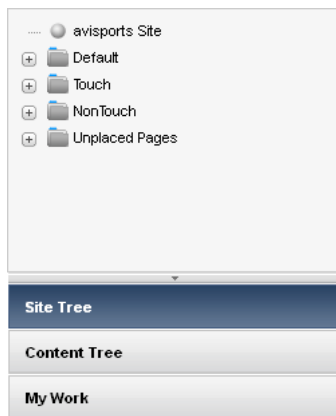 avisports Site
Default
Touch
NonTouch
Unplaced Pages
Site Tree
Content Tree
My Work